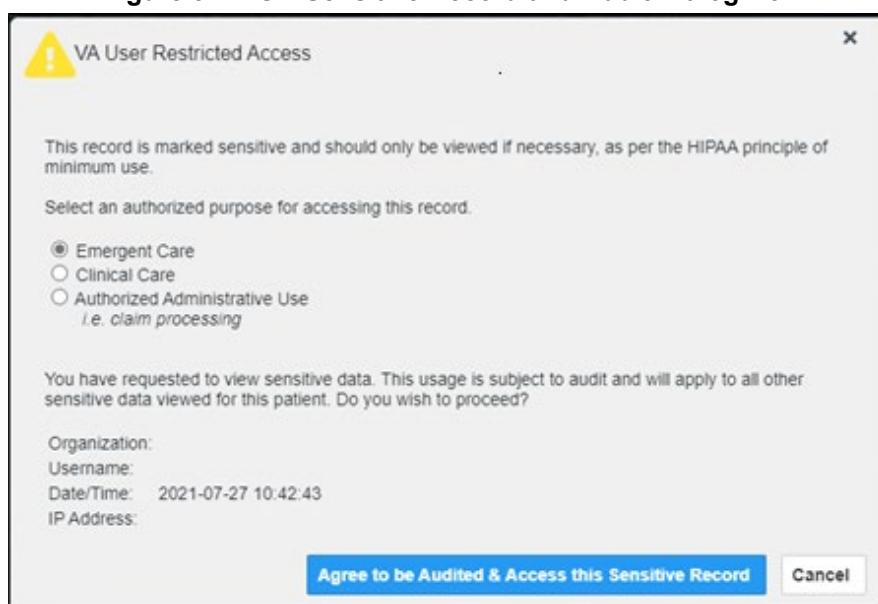 VA User Restricted Access
×
This record is marked sensitive and should only be viewed if necessary, as per the HIPAA principle of
minimum use.
Select an authorized purpose for accessing this record.
Emergent Care
Clinical Care
Authorized Administrative Use
i.e. claim processing
You have requested to view sensitive data. This usage is subject to audit and will apply to all other
sensitive data viewed for this patient. Do you wish to proceed?
Organization:
Username:
Date/Time: 2021-07-27 10:42:43
IP Address:
Agree to be Audited & Access this Sensitive Record Cancel